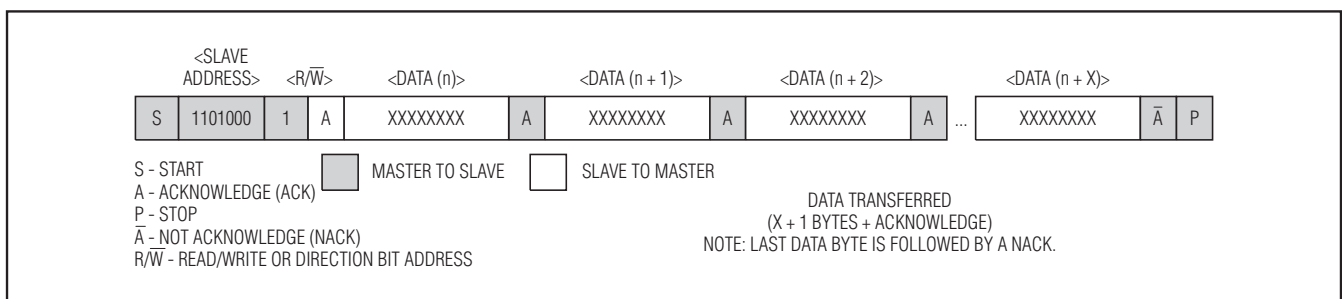 <SLAVE
ADDRESS> <R/W̅> <DATA (n)> <DATA (n + 1)> <DATA (n + 2)> <DATA (n + X)>
S 1101000 1 A XXXXXXXX A XXXXXXXX A XXXXXXXX A ... XXXXXXXX A̅ P
S - START MASTER TO SLAVE SLAVE TO MASTER
A - ACKNOWLEDGE (ACK)
P - STOP
A̅ - NOT ACKNOWLEDGE (NACK)
R/W̅ - READ/WRITE OR DIRECTION BIT ADDRESS
DATA TRANSFERRED
(X + 1 BYTES + ACKNOWLEDGE)
NOTE: LAST DATA BYTE IS FOLLOWED BY A NACK.